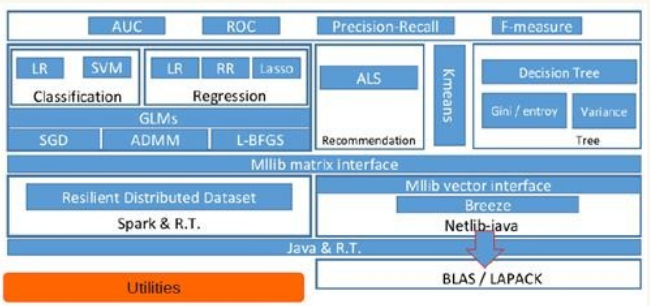 AUC ROC Precision-Recall F-measure
LR SVM
Classification
LR RR Lasso
Regression
GLMs
SGD ADMM L-BFGS
ALS
Recommendation
Kmeans
Decision Tree
Gini / entroy Variance
Tree
Mllib matrix interface
Resilient Distributed Dataset
Spark & R.T.
Mllib vector interface
Breeze
Netlib-java
Java & R.T.
Utilities
BLAS / LAPACK